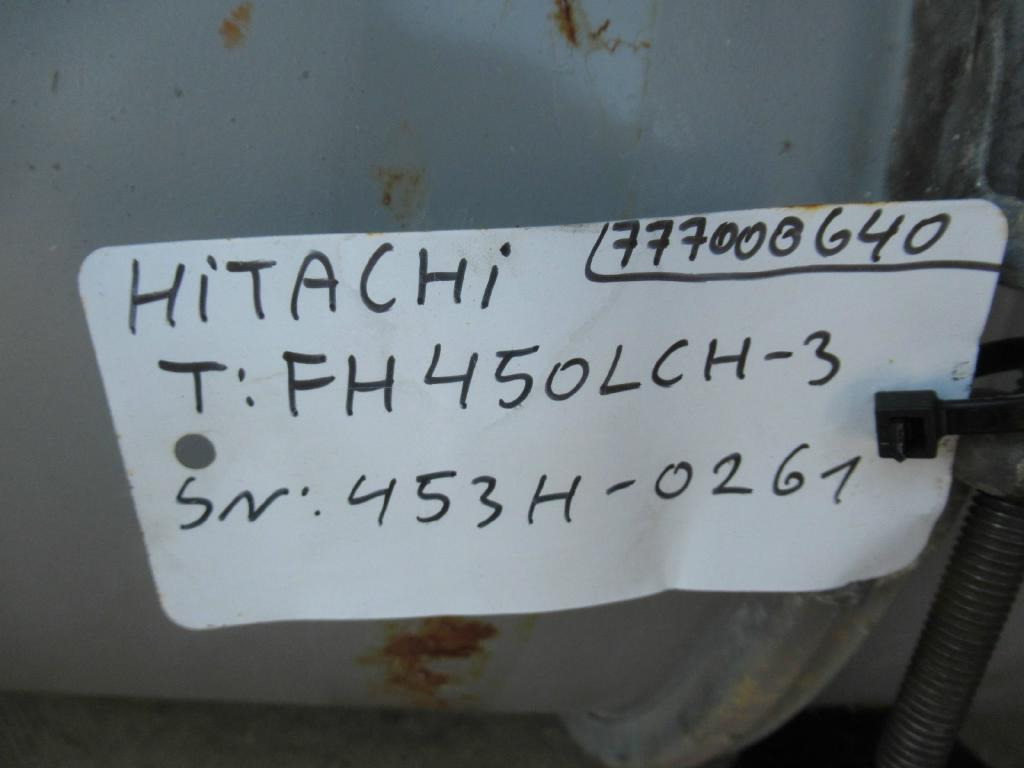 HiTACHi
777008640
T: FH450LCH-3
SN: 453H-0261